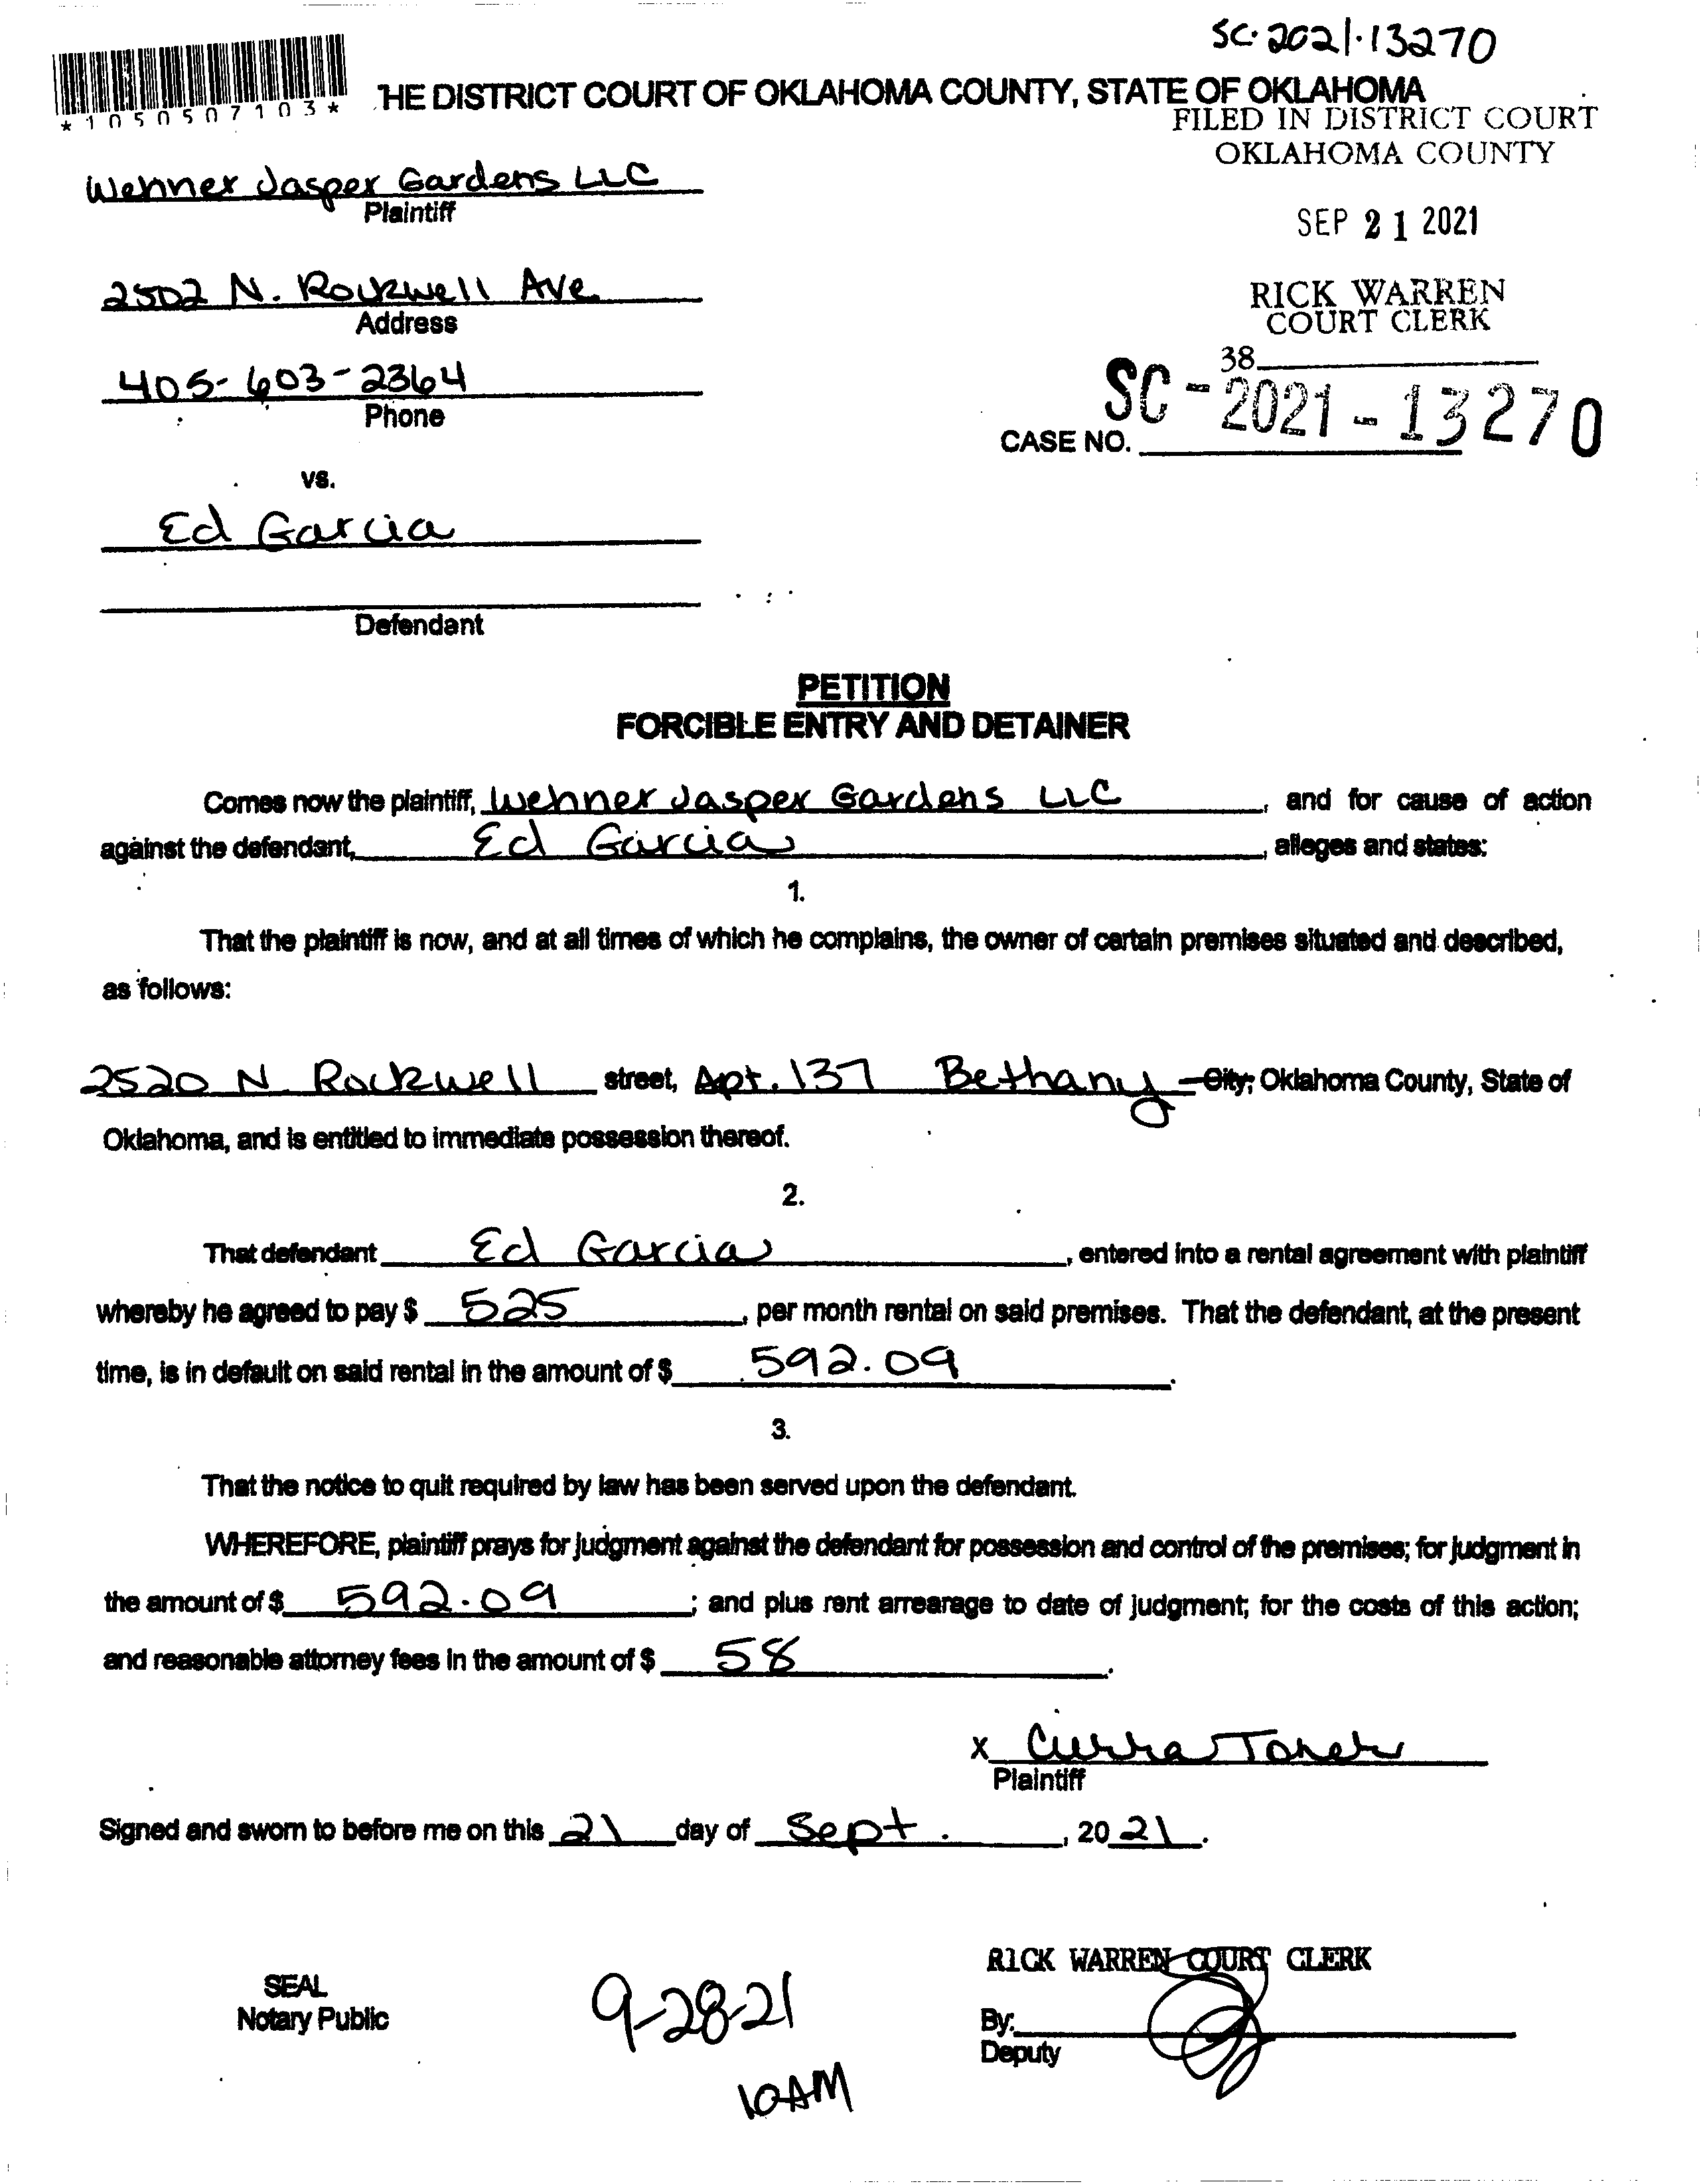 SC-2021-13270
*1050507103*
HE DISTRICT COURT OF OKLAHOMA COUNTY, STATE OF OKLAHOMA
FILED IN DISTRICT COURT
OKLAHOMA COUNTY
Wehner Jasper Gardens LLC
Plaintiff
SEP 21 2021
2502 N. Rockwell Ave.
Address
RICK WARREN
COURT CLERK
405-603-2364
Phone
38
SC-2021-13270
CASE NO.
vs.
Ed Garcia
Defendant
PETITION
FORCIBLE ENTRY AND DETAINER
Comes now the plaintiff, Wehner Jasper Gardens LLC, and for cause of action
against the defendant, Ed Garcia, alleges and states:
1.
That the plaintiff is now, and at all times of which he complains, the owner of certain premises situated and described,
as follows:
2520 N. Rockwell street, Apt. 137 Bethany City, Oklahoma County, State of
Oklahoma, and is entitled to immediate possession thereof.
2.
That defendant Ed Garcia, entered into a rental agreement with plaintiff
whereby he agreed to pay $ 525, per month rental on said premises. That the defendant, at the present
time, is in default on said rental in the amount of $ 592.09.
3.
That the notice to quit required by law has been served upon the defendant.
WHEREFORE, plaintiff prays for judgment against the defendant for possession and control of the premises; for judgment in
the amount of $ 592.09; and plus rent arrearage to date of judgment; for the costs of this action;
and reasonable attorney fees in the amount of $ 58.
x
Plaintiff
Signed and sworn to before me on this 21 day of Sept., 2021.
RICK WARREN COURT CLERK
SEAL
Notary Public
9-28-21
By:
Deputy
10AM